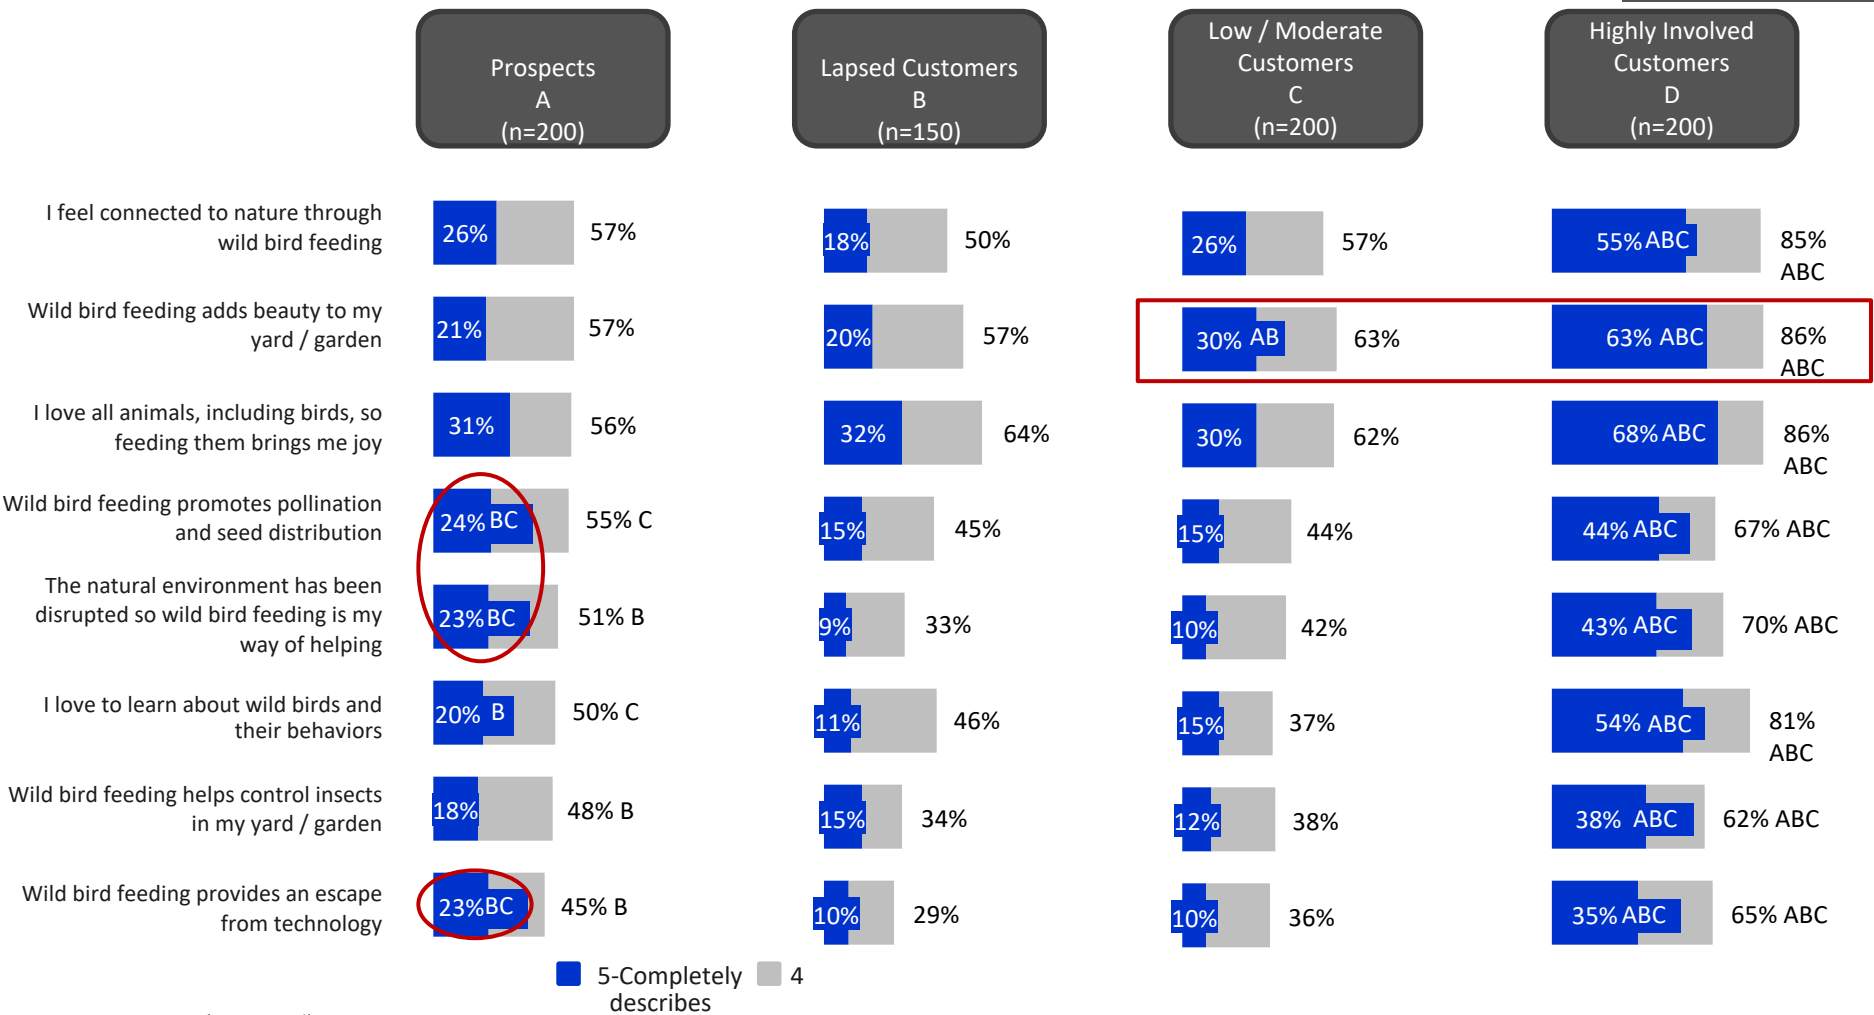 Prospects
A
(n=200)
Lapsed Customers
B
(n=150)
Low / Moderate
Customers
C
(n=200)
Highly Involved
Customers
D
(n=200)
I feel connected to nature through
wild bird feeding
26% 57%
18% 50%
26% 57%
55% ABC 85%
ABC
Wild bird feeding adds beauty to my
yard / garden
21% 57%
20% 57%
30% AB 63%
63% ABC 86%
ABC
I love all animals, including birds, so
feeding them brings me joy
31% 56%
32% 64%
30% 62%
68% ABC 86%
ABC
Wild bird feeding promotes pollination
and seed distribution
24% BC 55% C
15% 45%
15% 44%
44% ABC 67% ABC
The natural environment has been
disrupted so wild bird feeding is my
way of helping
23% BC 51% B
9% 33%
10% 42%
43% ABC 70% ABC
I love to learn about wild birds and
their behaviors
20% B 50% C
11% 46%
15% 37%
54% ABC 81%
ABC
Wild bird feeding helps control insects
in my yard / garden
18% 48% B
15% 34%
12% 38%
38% ABC 62% ABC
Wild bird feeding provides an escape
from technology
23% BC 45% B
10% 29%
10% 36%
35% ABC 65% ABC
5-Completely
describes
4